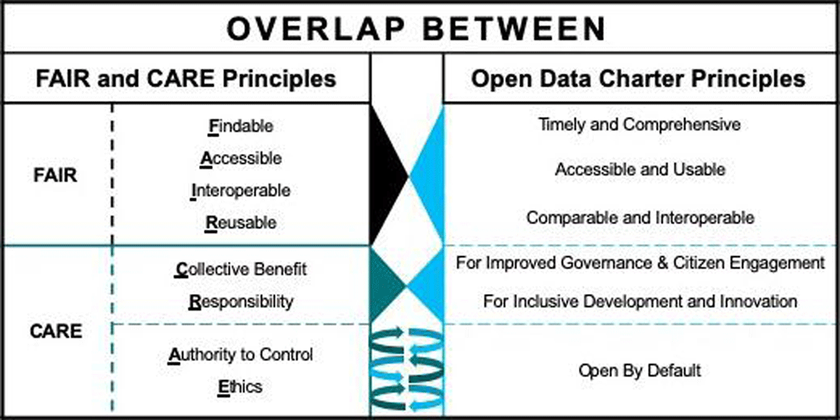 OVERLAP BETWEEN
FAIR and CARE Principles
Open Data Charter Principles
FAIR
Findable
Accessible
Interoperable
Reusable
Timely and Comprehensive
Accessible and Usable
Comparable and Interoperable
CARE
Collective Benefit
Responsibility
For Improved Governance & Citizen Engagement
For Inclusive Development and Innovation
Authority to Control
Ethics
Open By Default